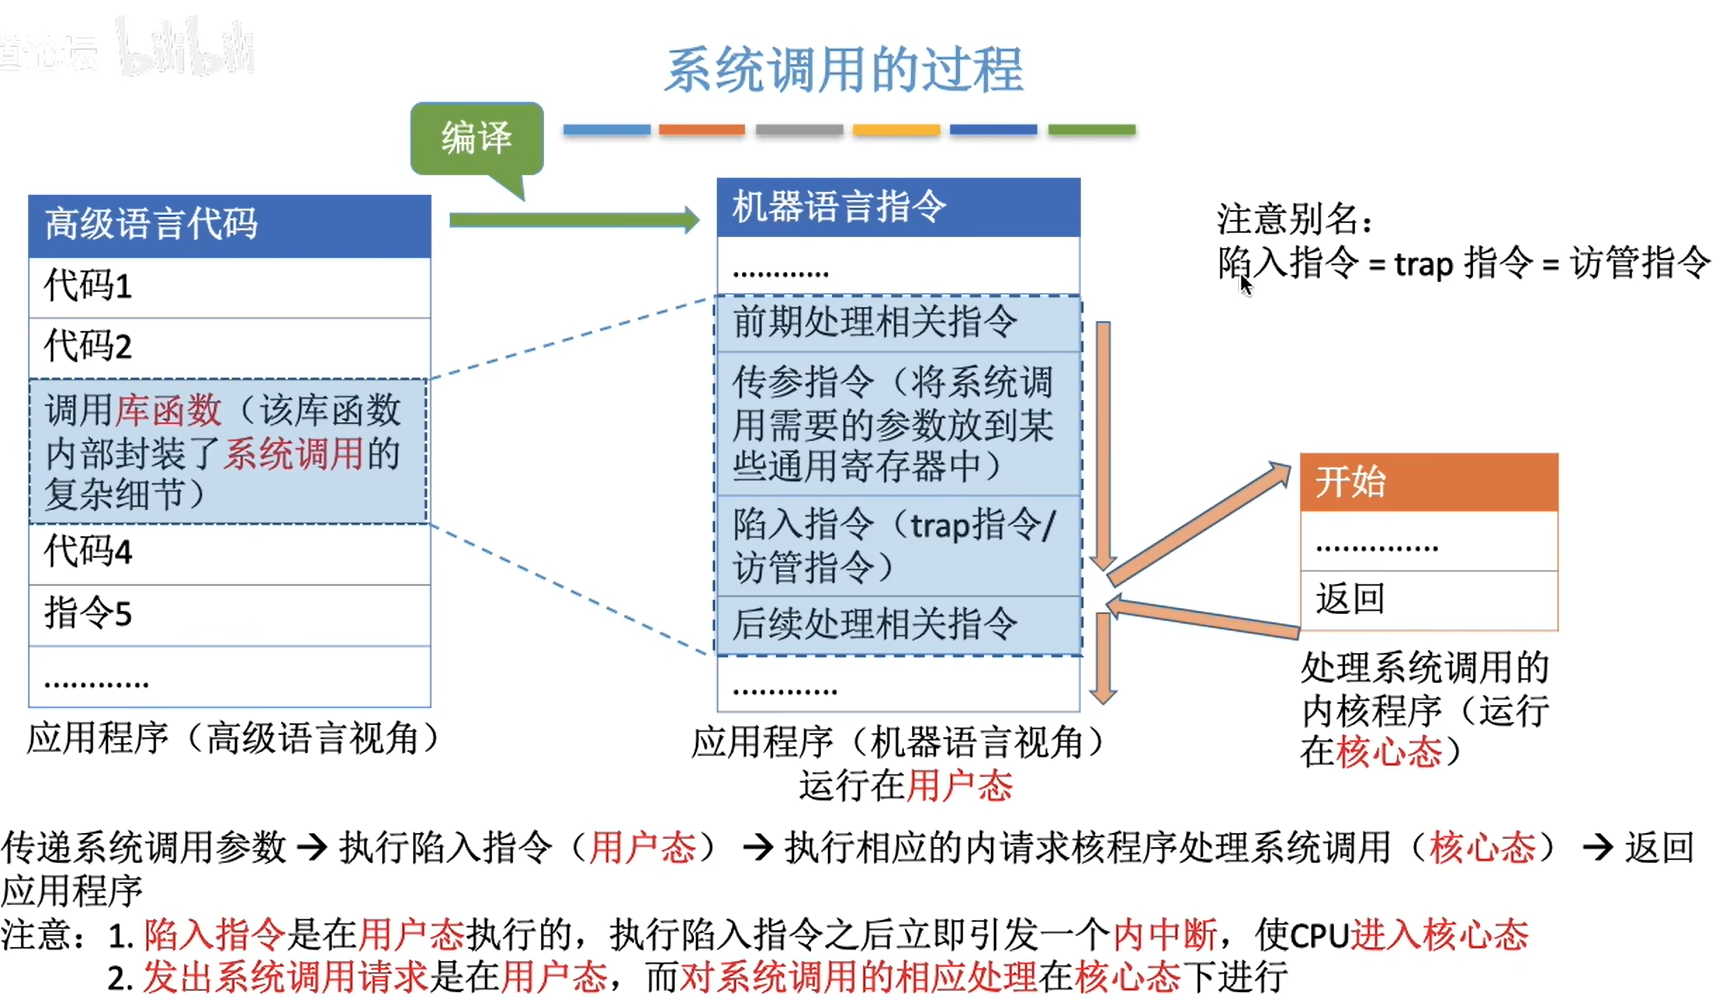 道论坛 bilibili
系统调用的过程
编译
高级语言代码
代码1
代码2
调用库函数（该库函数
内部封装了系统调用的
复杂细节）
代码4
指令5
............
应用程序（高级语言视角）
机器语言指令
............
前期处理相关指令
传参指令（将系统调
用需要的参数放到某
些通用寄存器中）
陷入指令（trap指令/
访管指令）
后续处理相关指令
............
应用程序（机器语言视角）
运行在用户态
注意别名：
陷入指令 = trap 指令 = 访管指令
开始
..............
返回
处理系统调用的
内核程序（运行
在核心态）
传递系统调用参数 → 执行陷入指令（用户态） → 执行相应的内请求核程序处理系统调用（核心态） → 返回
应用程序
注意：1. 陷入指令是在用户态执行的，执行陷入指令之后立即引发一个内中断，使CPU进入核心态
2. 发出系统调用请求是在用户态，而对系统调用的相应处理在核心态下进行